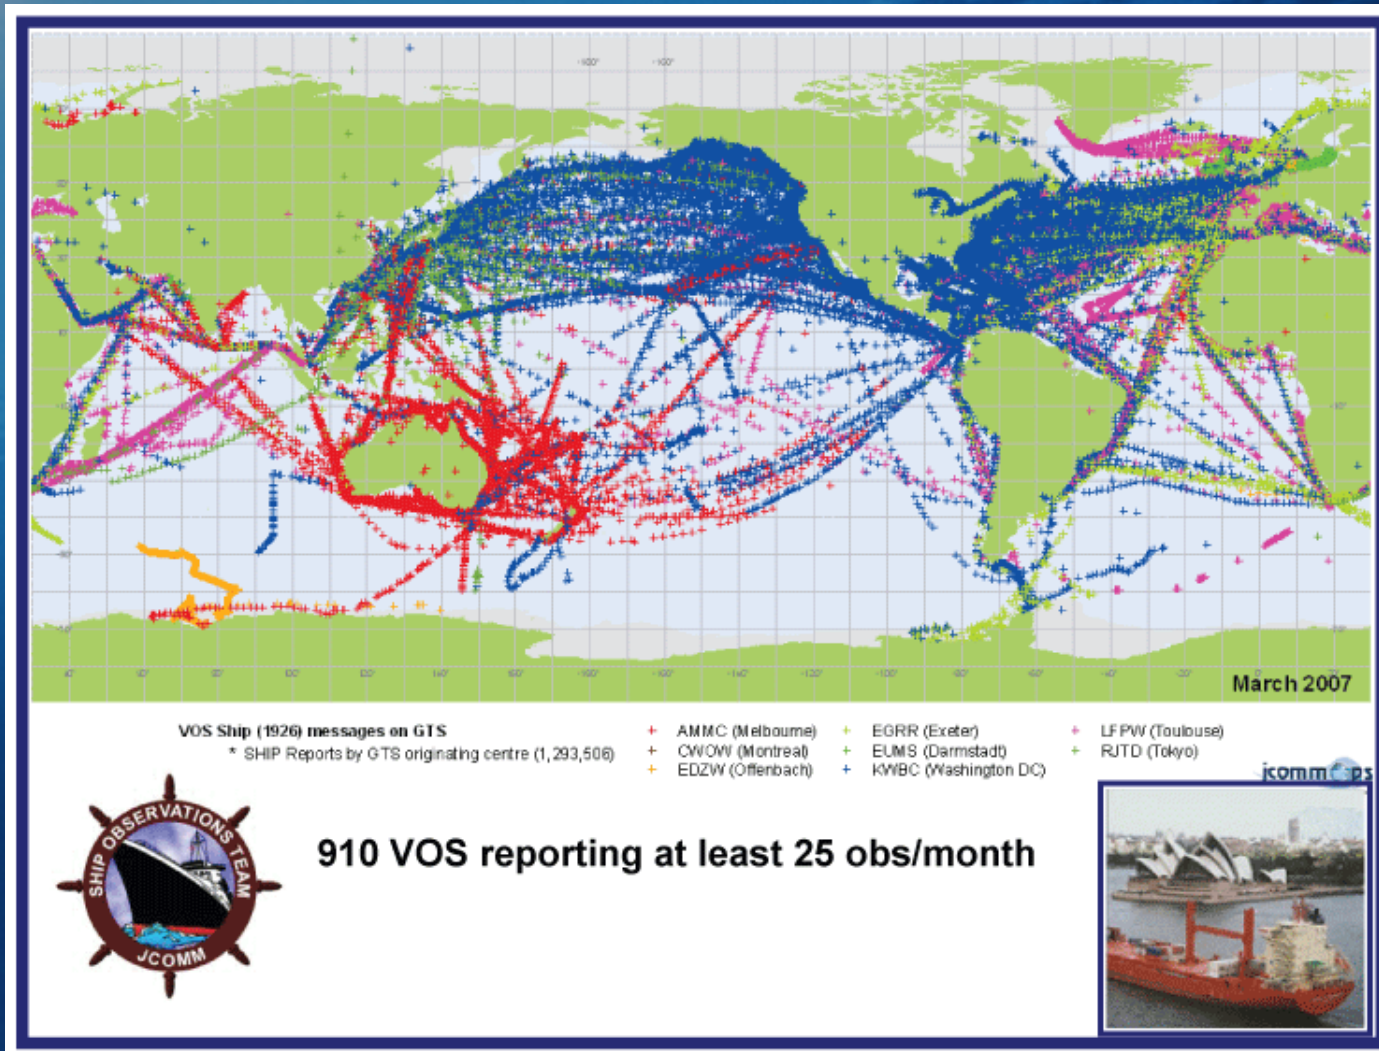 March 2007
VOS Ship (1926) messages on GTS
* SHIP Reports by GTS originating centre (1,293,506)
AMMC (Melbourne)
CWOW (Montreal)
EDZW (Offenbach)
EGRR (Exeter)
EUMS (Darmstadt)
KWBC (Washington DC)
LFPW (Toulouse)
RJTD (Tokyo)
jcommops
SHIP OBSERVATIONS TEAM
JCOMM
910 VOS reporting at least 25 obs/month